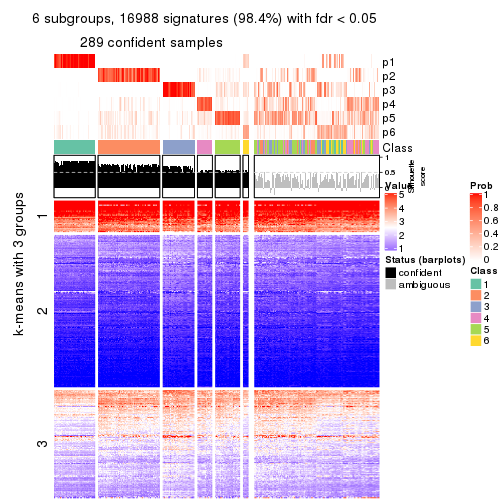 6 subgroups, 16988 signatures (98.4%) with fdr < 0.05
289 confident samples
p1
p2
p3
p4
p5
p6
Class
1
0.5
0
Silhouette
score
k-means with 3 groups
1
2
3
Value
5
4
3
2
1
Status (barplots)
confident
ambiguous
Prob
1
0.8
0.6
0.4
0.2
0
Class
1
2
3
4
5
6